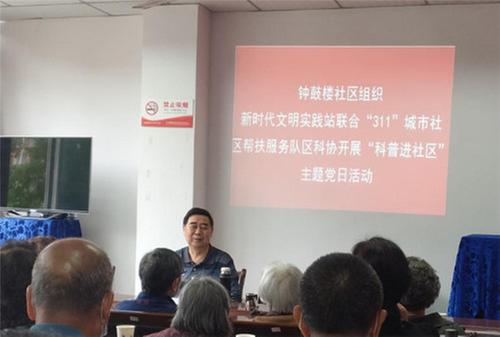 钟鼓楼社区组织
新时代文明实践站联合“311”城市社
区帮扶服务队区科协开展“科普进社区”
主题党日活动
禁止吸烟